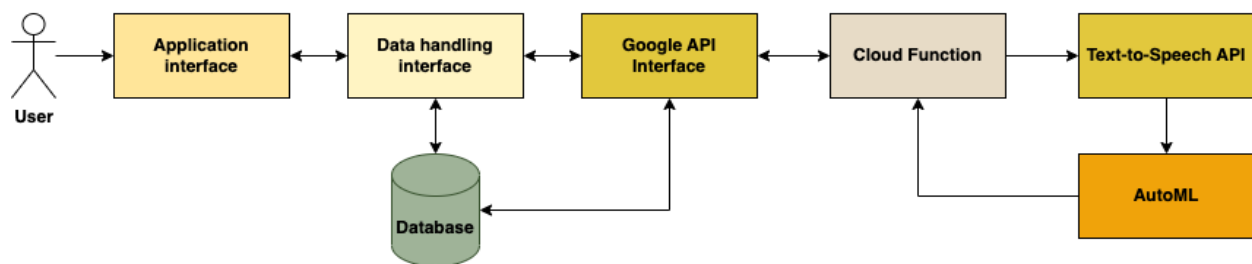 Application
interface
Data handling
interface
Google API
Interface
Cloud Function
Text-to-Speech API
User
Database
AutoML